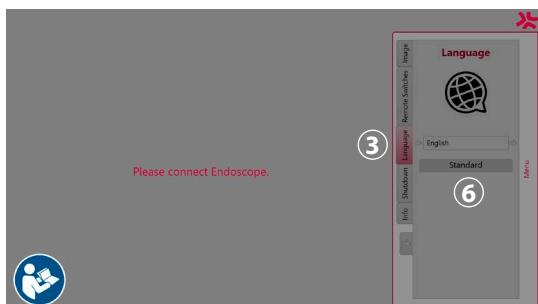 Language
Image
Remote Switches
Language
Shutdown
Info
English
Standard
Menu
Please connect Endoscope.
3
6